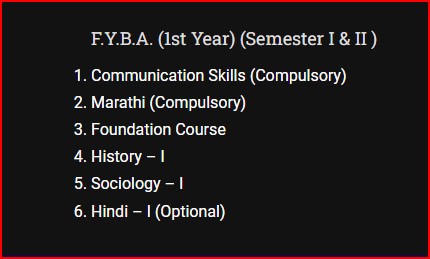 F.Y.B.A. (1st Year) (Semester I & II )
1. Communication Skills (Compulsory)
2. Marathi (Compulsory)
3. Foundation Course
4. History – I
5. Sociology – I
6. Hindi – I (Optional)